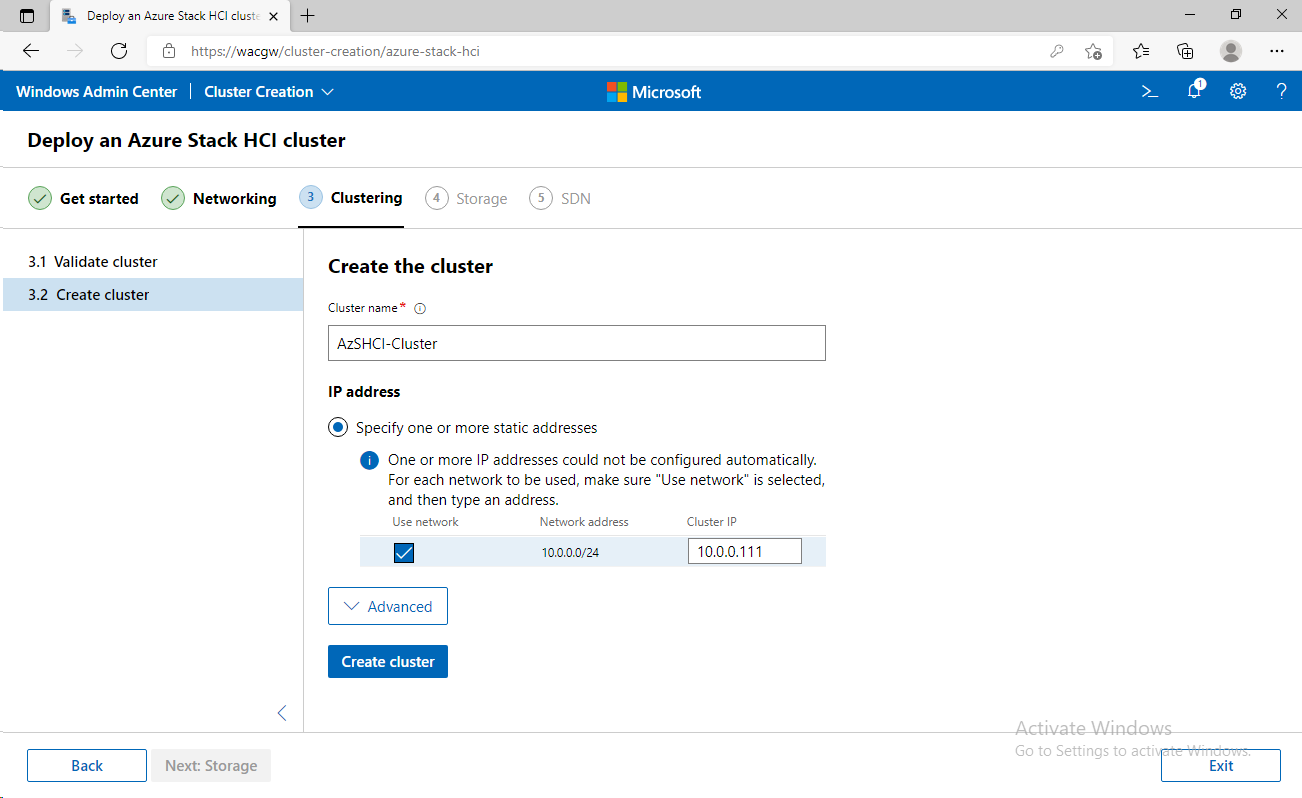 Deploy an Azure Stack HCI cluste
https://wacgw/cluster-creation/azure-stack-hci
Windows Admin Center | Cluster Creation
Microsoft
1
?
Deploy an Azure Stack HCI cluster
Get started
Networking
3 Clustering
4 Storage
5 SDN
3.1 Validate cluster
3.2 Create cluster
Create the cluster
Cluster name*
AzSHCI-Cluster
IP address
Specify one or more static addresses
One or more IP addresses could not be configured automatically.
For each network to be used, make sure "Use network" is selected,
and then type an address.
Use network Network address Cluster IP
10.0.0.0/24 10.0.0.111
Advanced
Create cluster
Activate Windows
Go to Settings to activate Windows.
Back
Next: Storage
Exit